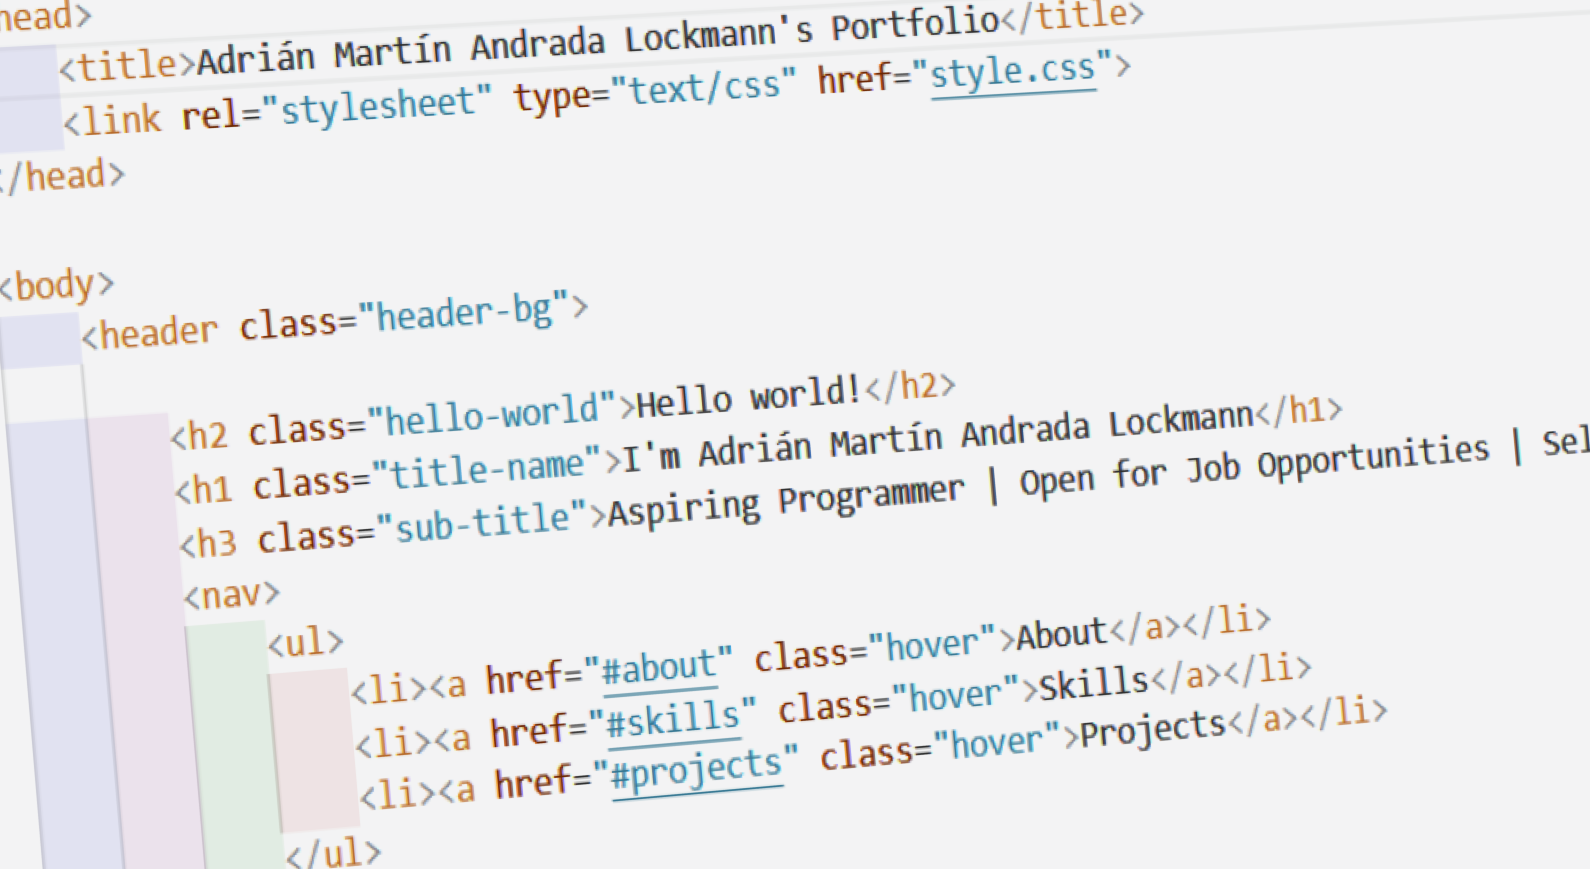 head>
<title>Adrián Martín Andrada Lockmann's Portfolio</title>
<link rel="stylesheet" type="text/css" href="style.css">
</head>
<body>
<header class="header-bg">
<h2 class="hello-world">Hello world!</h2>
<h1 class="title-name">I'm Adrián Martín Andrada Lockmann</h1>
<h3 class="sub-title">Aspiring Programmer | Open for Job Opportunities |
<nav>
<ul>
<li><a href="#about" class="hover">About</a></li>
<li><a href="#skills" class="hover">Skills</a></li>
<li><a href="#projects" class="hover">Projects</a></li>
</ul>